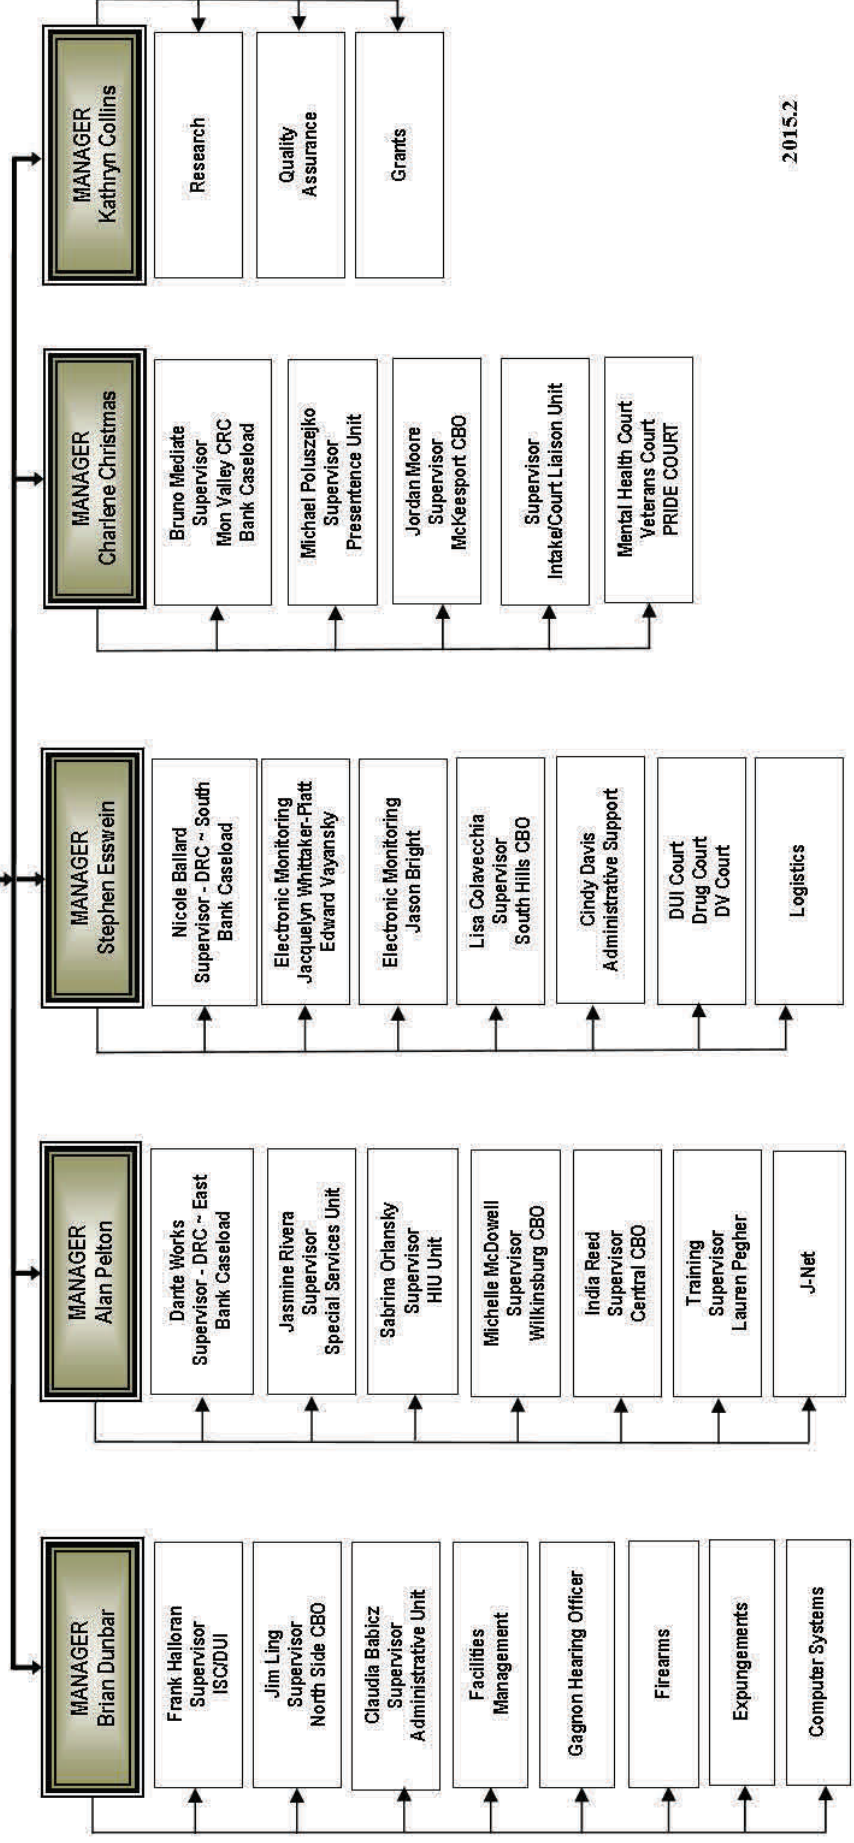 MANAGER
Brian Dunbar
Frank Halloran
Supervisor
ISC/DUI
Jim Ling
Supervisor
North Side CBO
Claudia Babicz
Supervisor
Administrative Unit
Facilities
Management
Gagnon Hearing Officer
Firearms
Expungements
Computer Systems
MANAGER
Alan Pelton
Dante Works
Supervisor - DRC ~ East
Bank Caseload
Jasmine Rivera
Supervisor
Special Services Unit
Sabrina Orlansky
Supervisor
HIU Unit
Michelle McDowell
Supervisor
Wilkinsburg CBO
India Reed
Supervisor
Central CBO
Training
Supervisor
Lauren Pegher
J-Net
MANAGER
Stephen Esswein
Nicole Ballard
Supervisor - DRC ~ South
Bank Caseload
Electronic Monitoring
Jacquelyn Whittaker-Piatt
Edward Vayansky
Electronic Monitoring
Jason Bright
Lisa Colavecchia
Supervisor
South Hills CBO
Cindy Davis
Administrative Support
DUI Court
Drug Court
DV Court
Logistics
MANAGER
Charlene Christmas
Bruno Mediate
Supervisor
Mon Valley CRC
Bank Caseload
Michael Poluszejko
Supervisor
Presentence Unit
Jordan Moore
Supervisor
McKeesport CBO
Supervisor
Intake/Court Liaison Unit
Mental Health Court
Veterans Court
PRIDE COURT
MANAGER
Kathryn Collins
Research
Quality
Assurance
Grants
2015.2